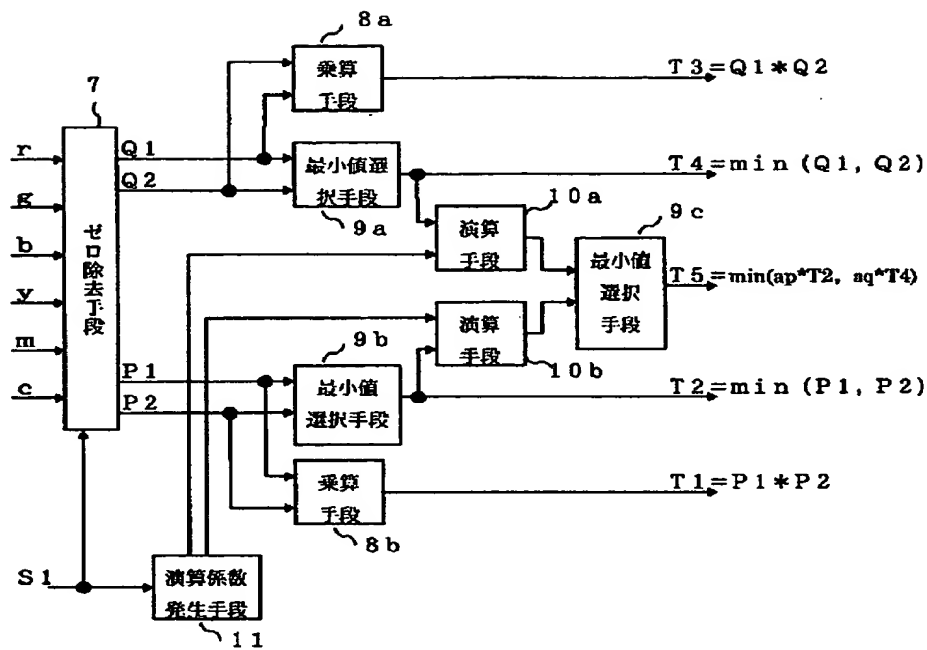 8a
乗算
手段
T3=Q1*Q2
7
r
g
b
y
m
c
ゼロ除去手段
Q1
Q2
最小値選
択手段
9a
T4=min (Q1, Q2)
10a
演算
手段
9c
最小値
選択
手段
T5=min(ap*T2, aq*T4)
演算
手段
10b
P1
P2
9b
最小値
選択手段
T2=min (P1, P2)
乗算
手段
8b
T1=P1*P2
S1
演算係数
発生手段
11